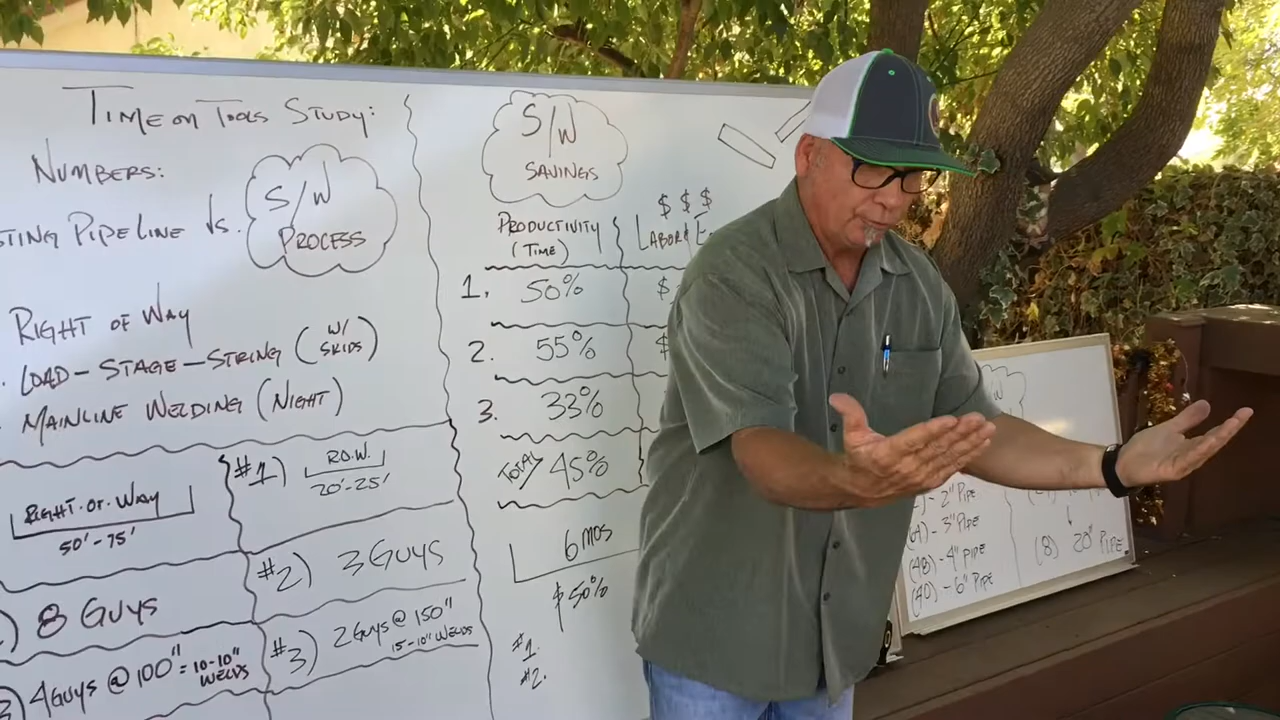 TIME ON TOOLS STUDY:
NUMBERS:
STING PIPELINE VS.
S/W
PROCESS
RIGHT OF WAY
LOAD - STAGE - STRING (W/ SKIDS)
MAINLINE WELDING (NIGHT)
RIGHT-OF-WAY
50' - 75'
#1) R.O.W.
20'-25'
8 GUYS
#2) 3 GUYS
4 GUYS @ 100" = 10-10"
WELDS
#3) 2 GUYS @ 150"
15-10" WELDS
S/W
SAVINGS
PRODUCTIVITY
(TIME)
$ $ $
LABOR & E
1. 50% $
2. 55% $
3. 33%
TOTAL/ 45%
6 MOS
$ 50%
#1.
#2.
W
- 2" PIPE
- 3" PIPE
(48) - 4" PIPE
(40) - 6" PIPE
(8) 20" PIPE